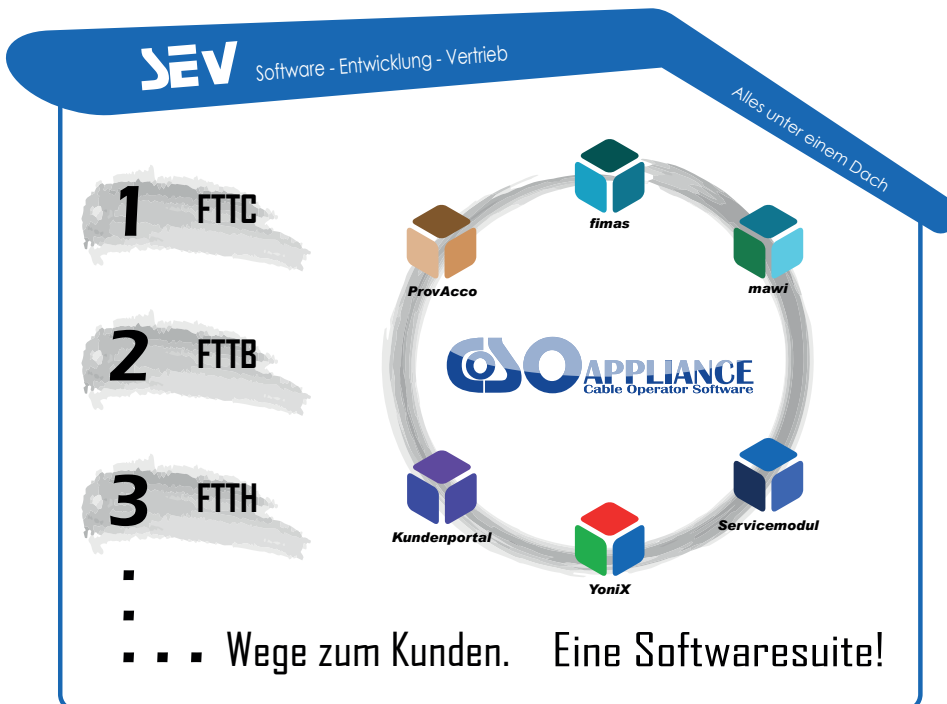 SEV Software - Entwicklung - Vertrieb
Alles unter einem Dach
1 FTTC
2 FTTB
3 FTTH
fimas
mawi
Servicemodul
YoniX
Kundenportal
ProvAcco
COSO APPLIANCE
Cable Operator Software
... Wege zum Kunden. Eine Softwaresuite!